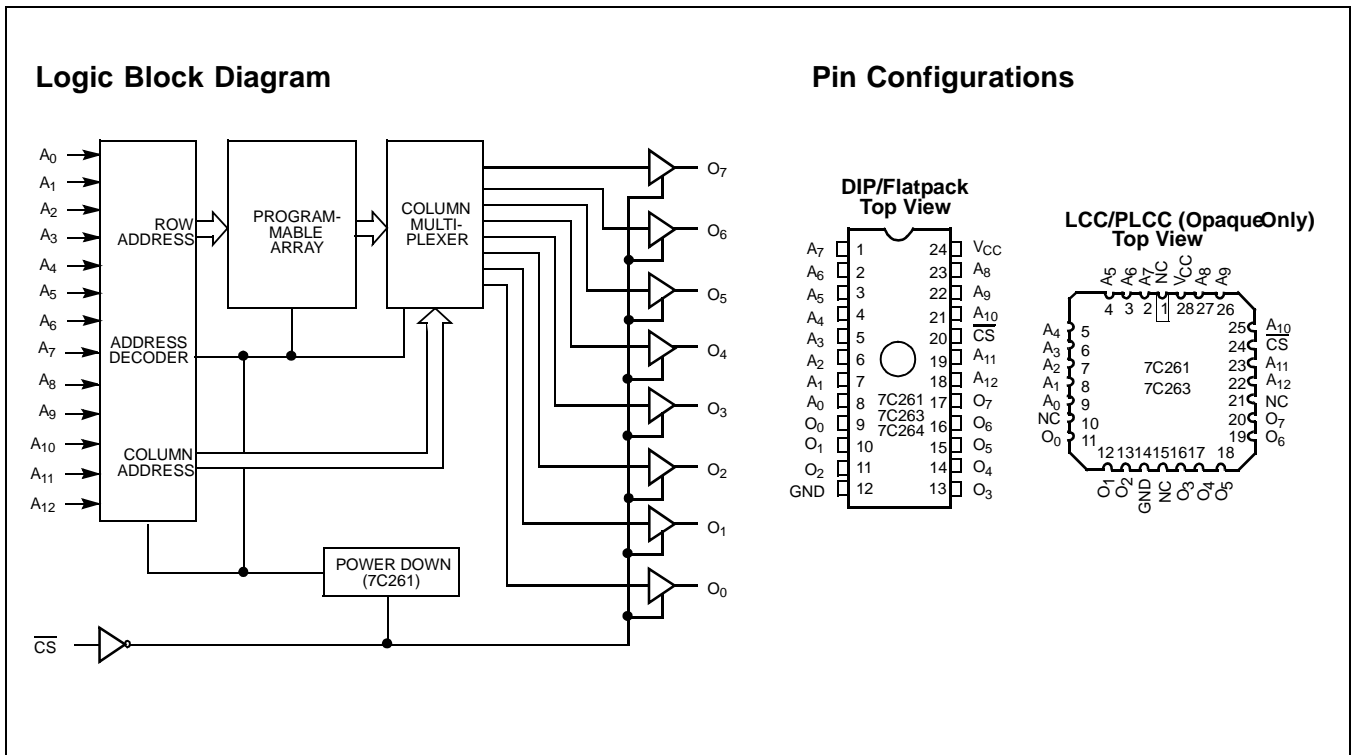 Logic Block Diagram
Pin Configurations
A0
A1
A2
A3
A4
A5
A6
A7
A8
A9
A10
A11
A12
ROW
ADDRESS
ADDRESS
DECODER
COLUMN
ADDRESS
PROGRAM-
MABLE
ARRAY
COLUMN
MULTI-
PLEXER
POWER DOWN
(7C261)
CS
O7
O6
O5
O4
O3
O2
O1
O0
DIP/Flatpack
Top View
A7 1 24 VCC
A6 2 23 A8
A5 3 22 A9
A4 4 21 A10
A3 5 20 CS
A2 6 19 A11
A1 7 18 A12
A0 8 7C261 17 O7
O0 9 7C263 16 O6
O1 10 7C264 15 O5
O2 11 14 O4
GND 12 13 O3
LCC/PLCC (OpaqueOnly)
Top View
A5 A6 A7 NC VCC A8 A9
4 3 2 1 28 27 26
A4 5 25 A10
A3 6 24 CS
A2 7 7C261 23 A11
A1 8 7C263 22 A12
A0 9 21 NC
NC 10 20 O7
O0 11 19 O6
12 13 14 15 16 17 18
O1 O2 GND NC O3 O4 O5